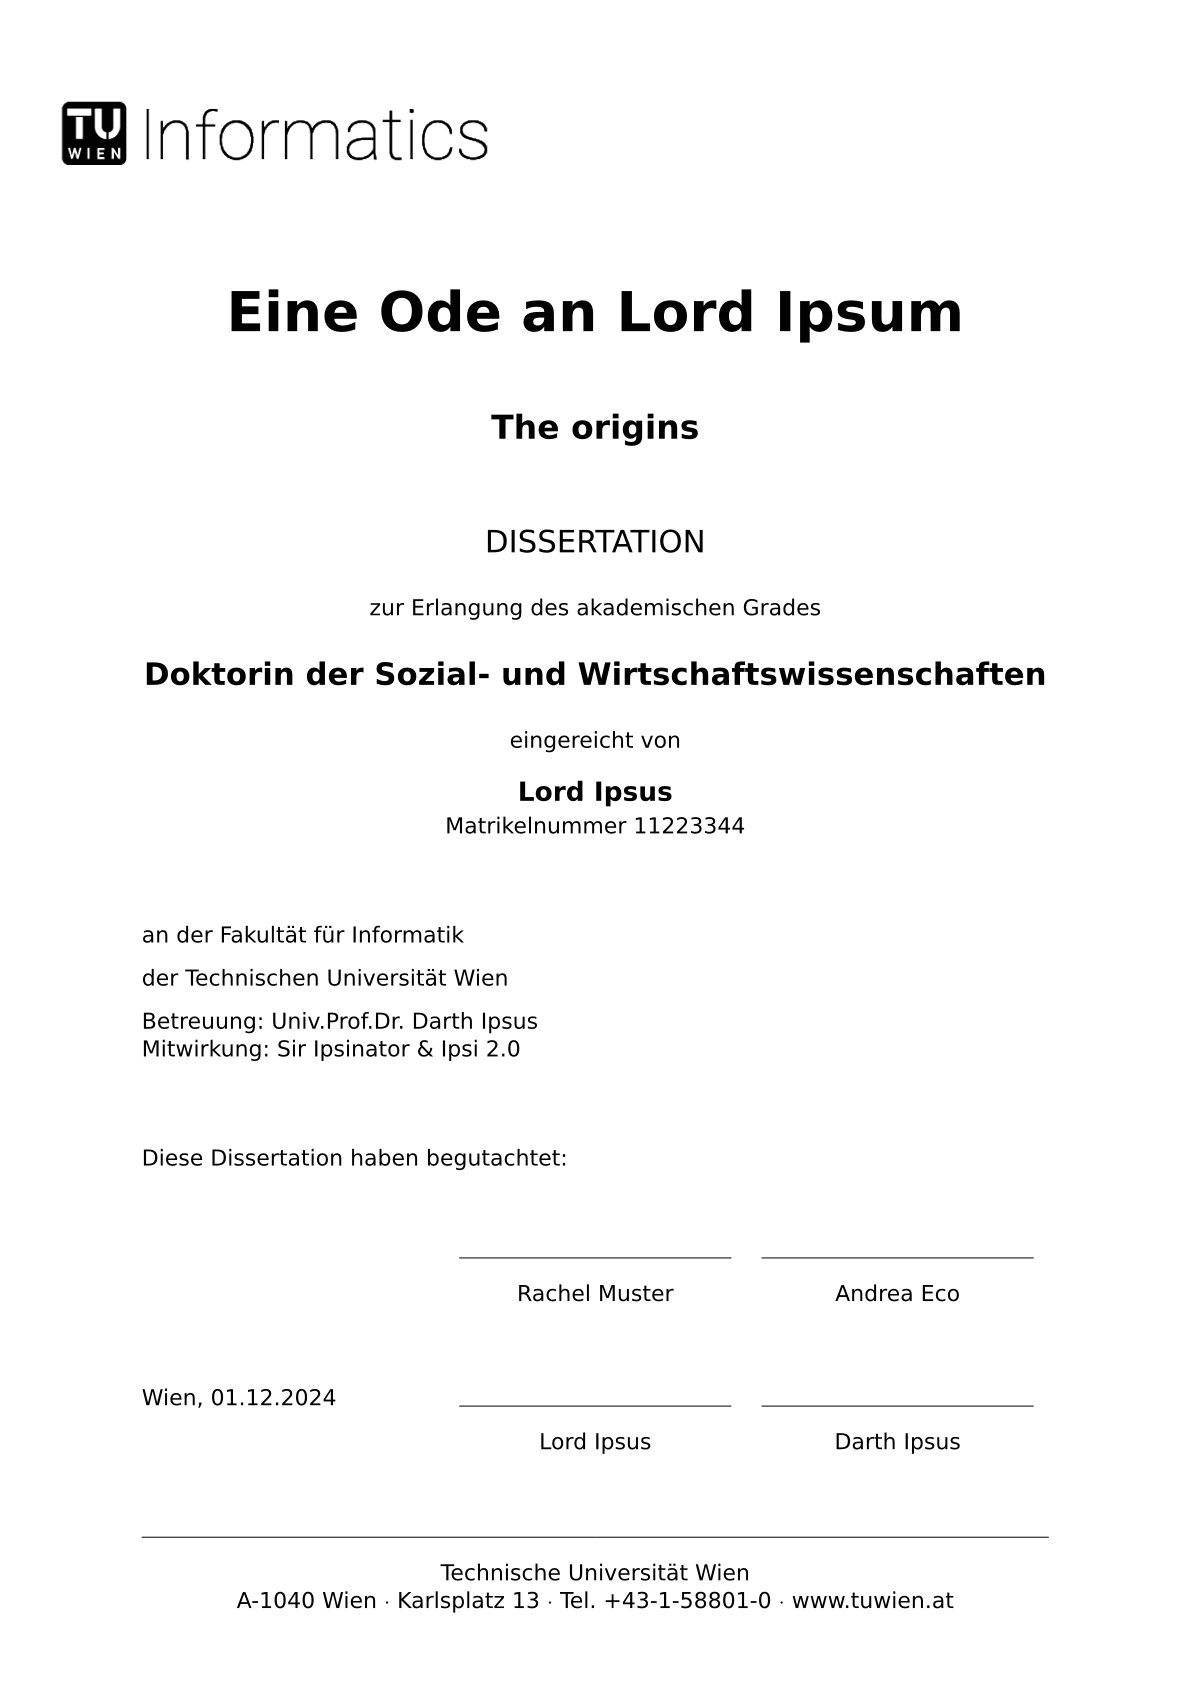 TU
WIEN
Informatics
Eine Ode an Lord Ipsum
The origins
DISSERTATION
zur Erlangung des akademischen Grades
Doktorin der Sozial- und Wirtschaftswissenschaften
eingereicht von
Lord Ipsus
Matrikelnummer 11223344
an der Fakultät für Informatik
der Technischen Universität Wien
Betreuung: Univ.Prof.Dr. Darth Ipsus
Mitwirkung: Sir Ipsinator & Ipsi 2.0
Diese Dissertation haben begutachtet:
Rachel Muster Andrea Eco
Wien, 01.12.2024
Lord Ipsus Darth Ipsus
Technische Universität Wien
A-1040 Wien · Karlsplatz 13 · Tel. +43-1-58801-0 · www.tuwien.at